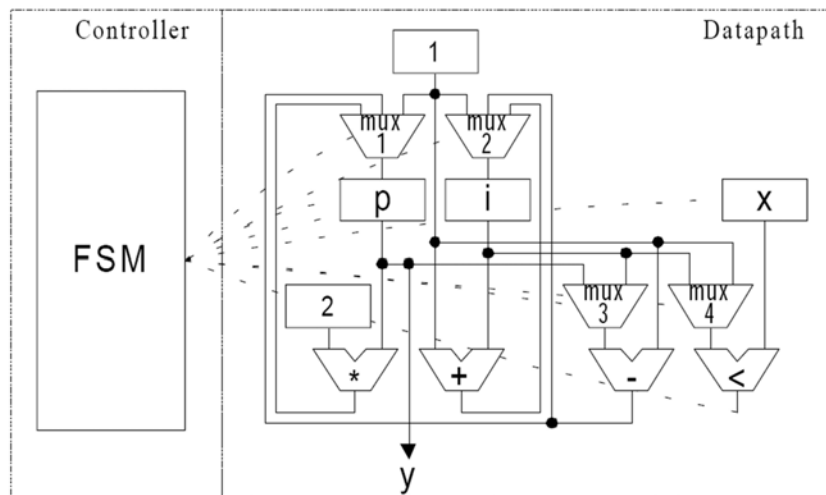 Controller
Datapath
1
mux
1
mux
2
p
i
x
FSM
2
mux
3
mux
4
*
+
-
<
y